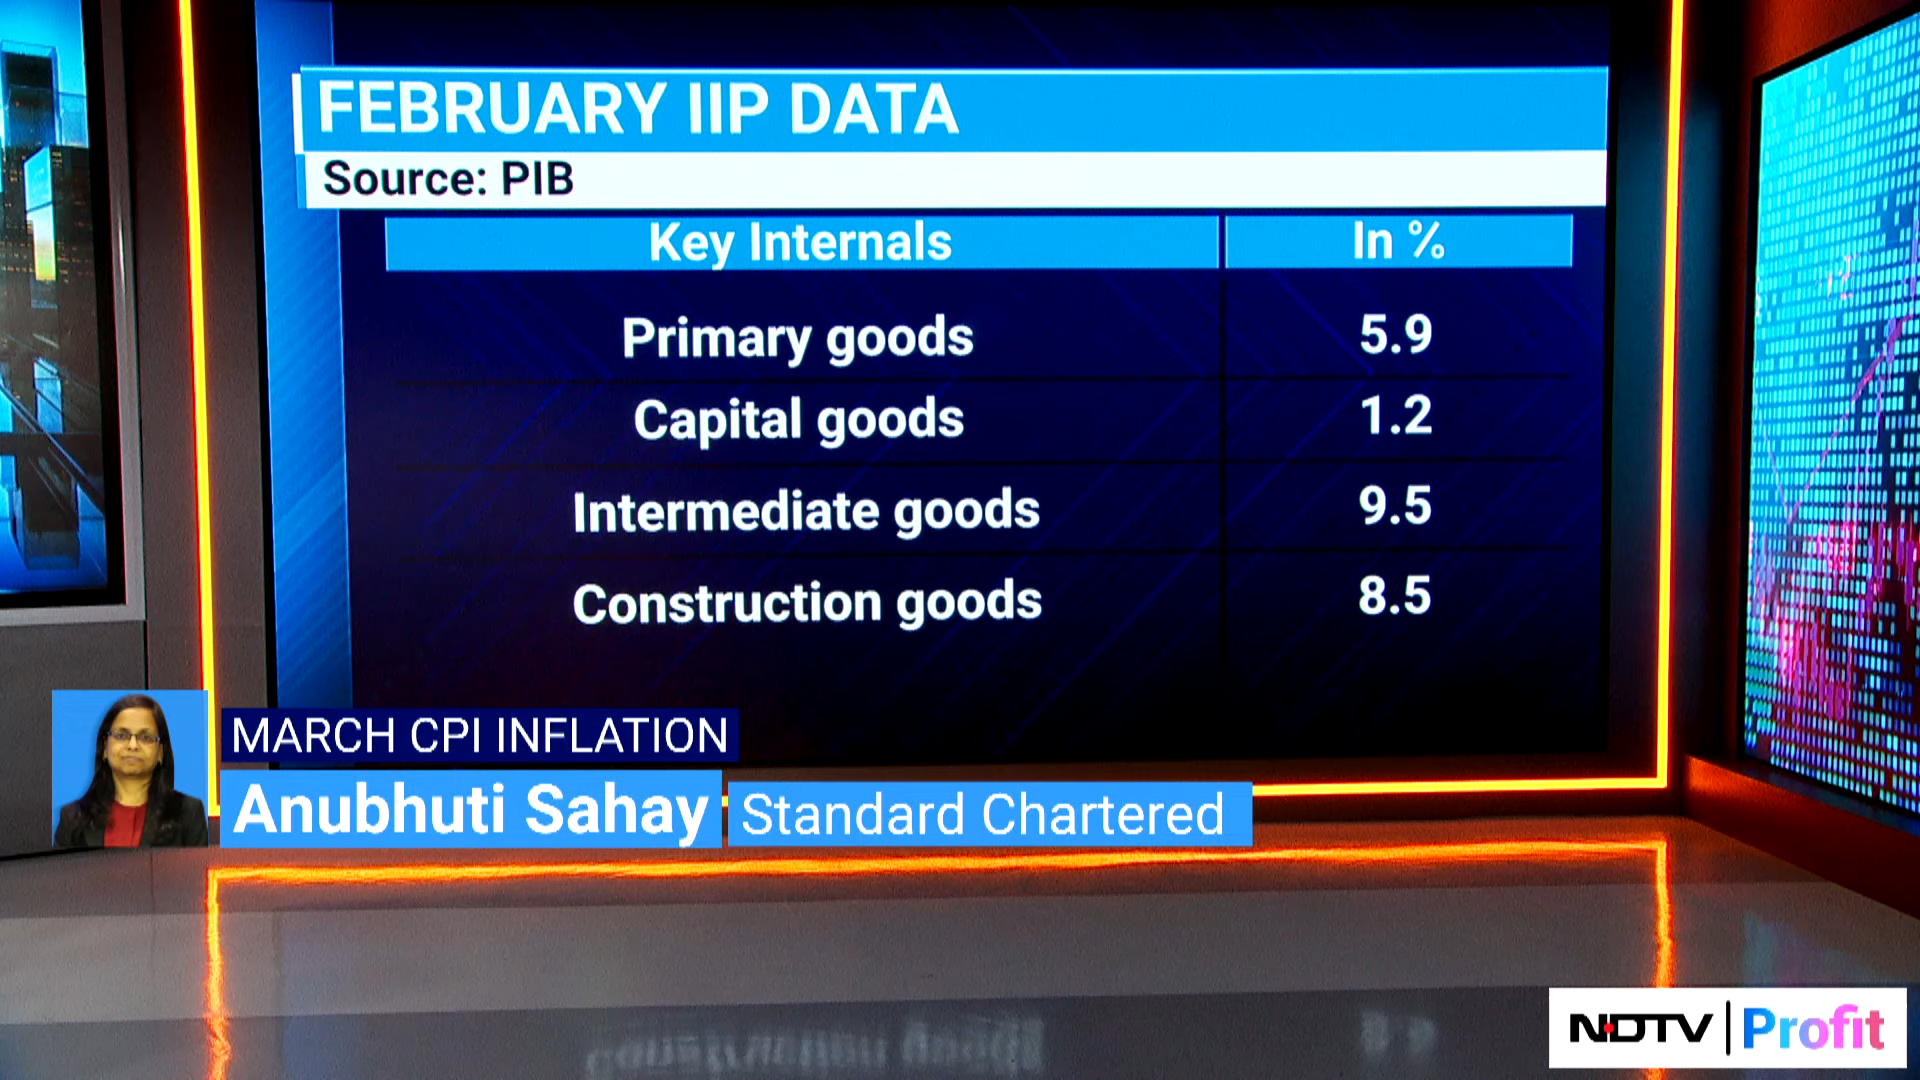 FEBRUARY IIP DATA
Source: PIB
Key Internals In %
Primary goods 5.9
Capital goods 1.2
Intermediate goods 9.5
Construction goods 8.5
MARCH CPI INFLATION
Anubhuti Sahay Standard Chartered
NDTV Profit